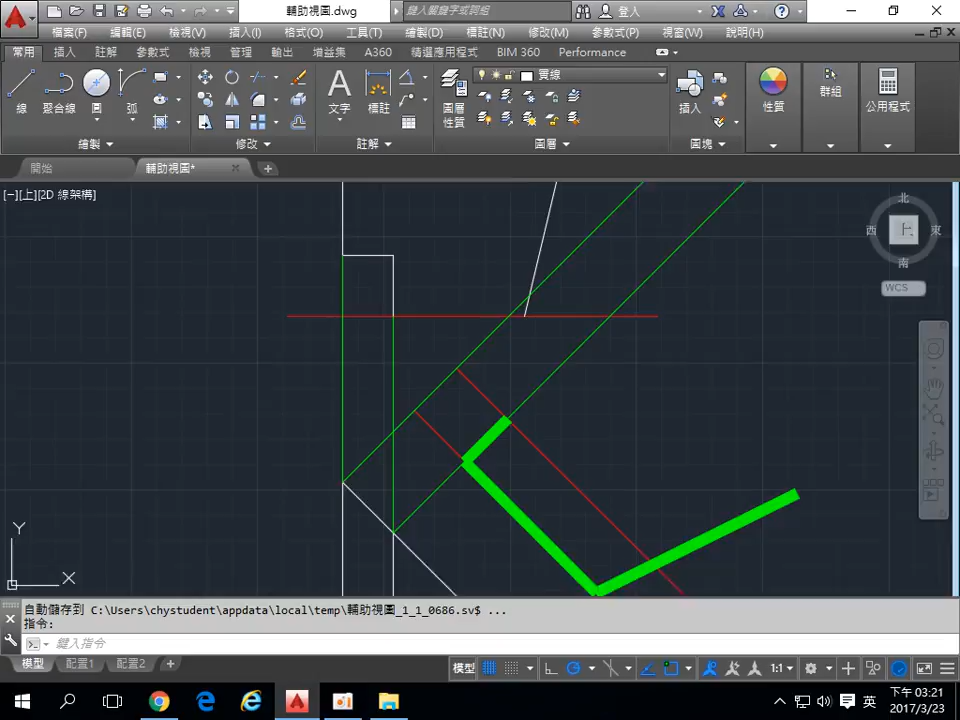 輔助視圖.dwg
鍵入關鍵字或詞組
登入
檔案(F) 編輯(E) 檢視(V) 插入(I) 格式(O) 工具(T) 繪製(D) 標註(N) 修改(M) 參數式(P) 視窗(W) 說明(H)
常用 插入 註解 參數式 檢視 管理 輸出 增益集 A360 精選應用程式 BIM 360 Performance
實線
線 聚合線 圓 弧 文字 標註 圖層性質 插入 性質 群組 公用程式
繪製 修改 註解 圖層 圖塊
開始 輔助視圖*
[−][上][2D 線架構]
北
西 上 東
南
WCS
Y
X
自動儲存到 C:\Users\chystudent\appdata\local\temp\輔助視圖_1_1_0686.sv$ ...
指令:
鍵入指令
模型 配置1 配置2 模型 1:1
英
下午 03:21
2017/3/23